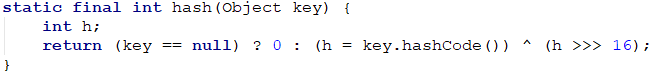 static final int hash(Object key) {
    int h;
    return (key == null) ? 0 : (h = key.hashCode()) ^ (h >>> 16);
}